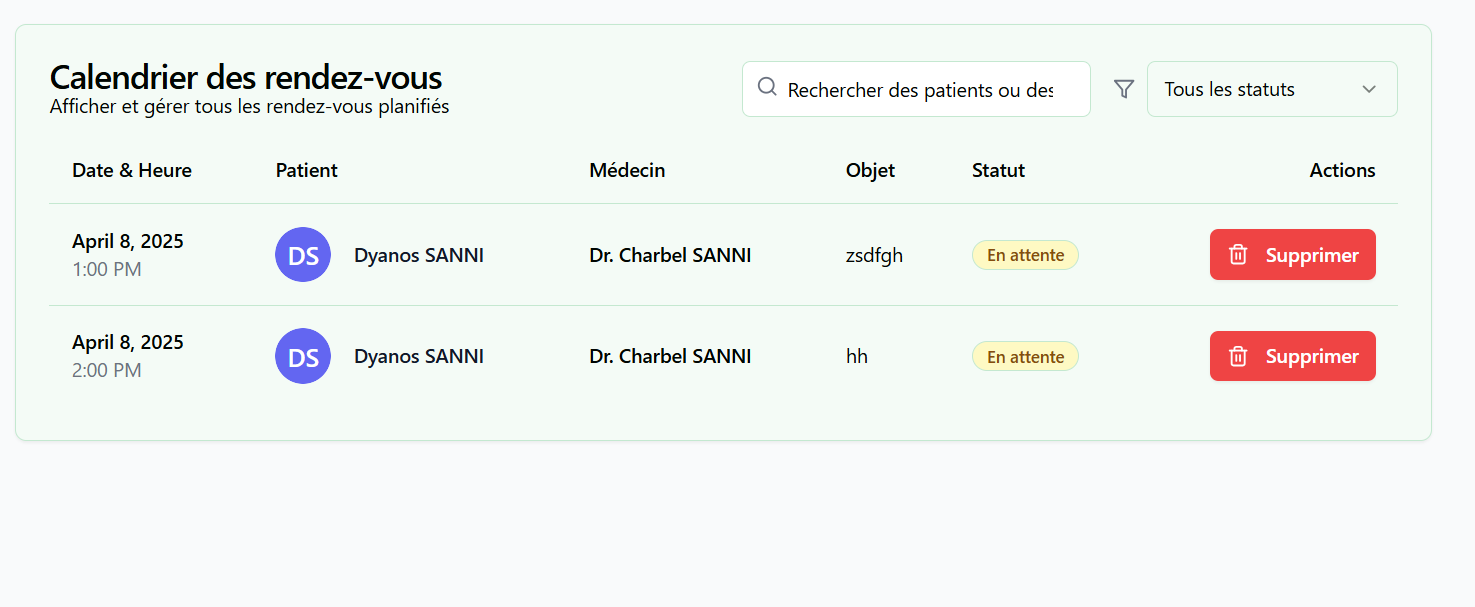 Calendrier des rendez-vous
Afficher et gérer tous les rendez-vous planifiés
Rechercher des patients ou des
Tous les statuts
Date & Heure Patient Médecin Objet Statut Actions
April 8, 2025
1:00 PM
DS Dyanos SANNI Dr. Charbel SANNI zsdfgh En attente Supprimer
April 8, 2025
2:00 PM
DS Dyanos SANNI Dr. Charbel SANNI hh En attente Supprimer